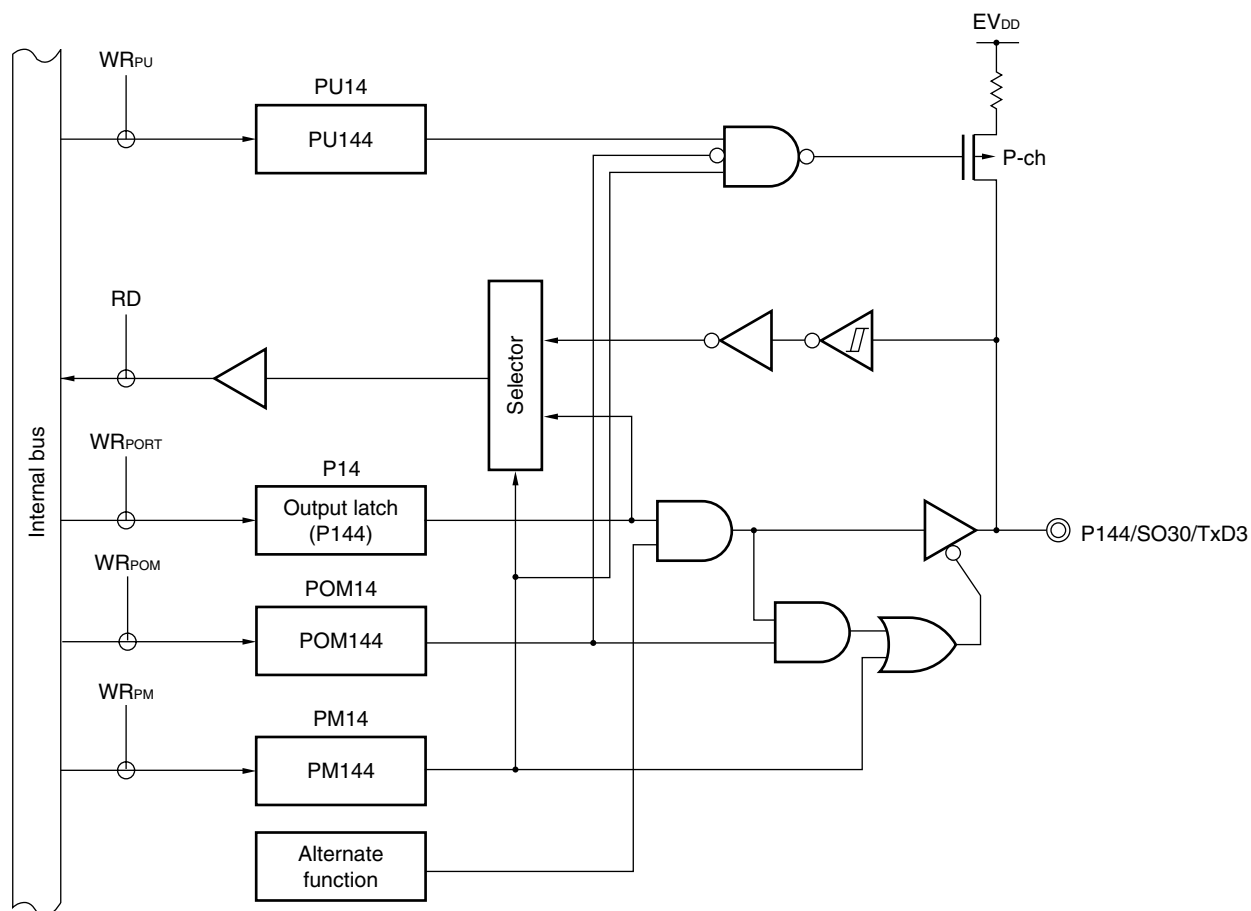 EVDD
WRPU
PU14
PU144
P-ch
RD
Selector
WRPORT
Internal bus
P14
Output latch
(P144)
P144/SO30/TxD3
WRPOM
POM14
POM144
WRPM
PM14
PM144
Alternate
function